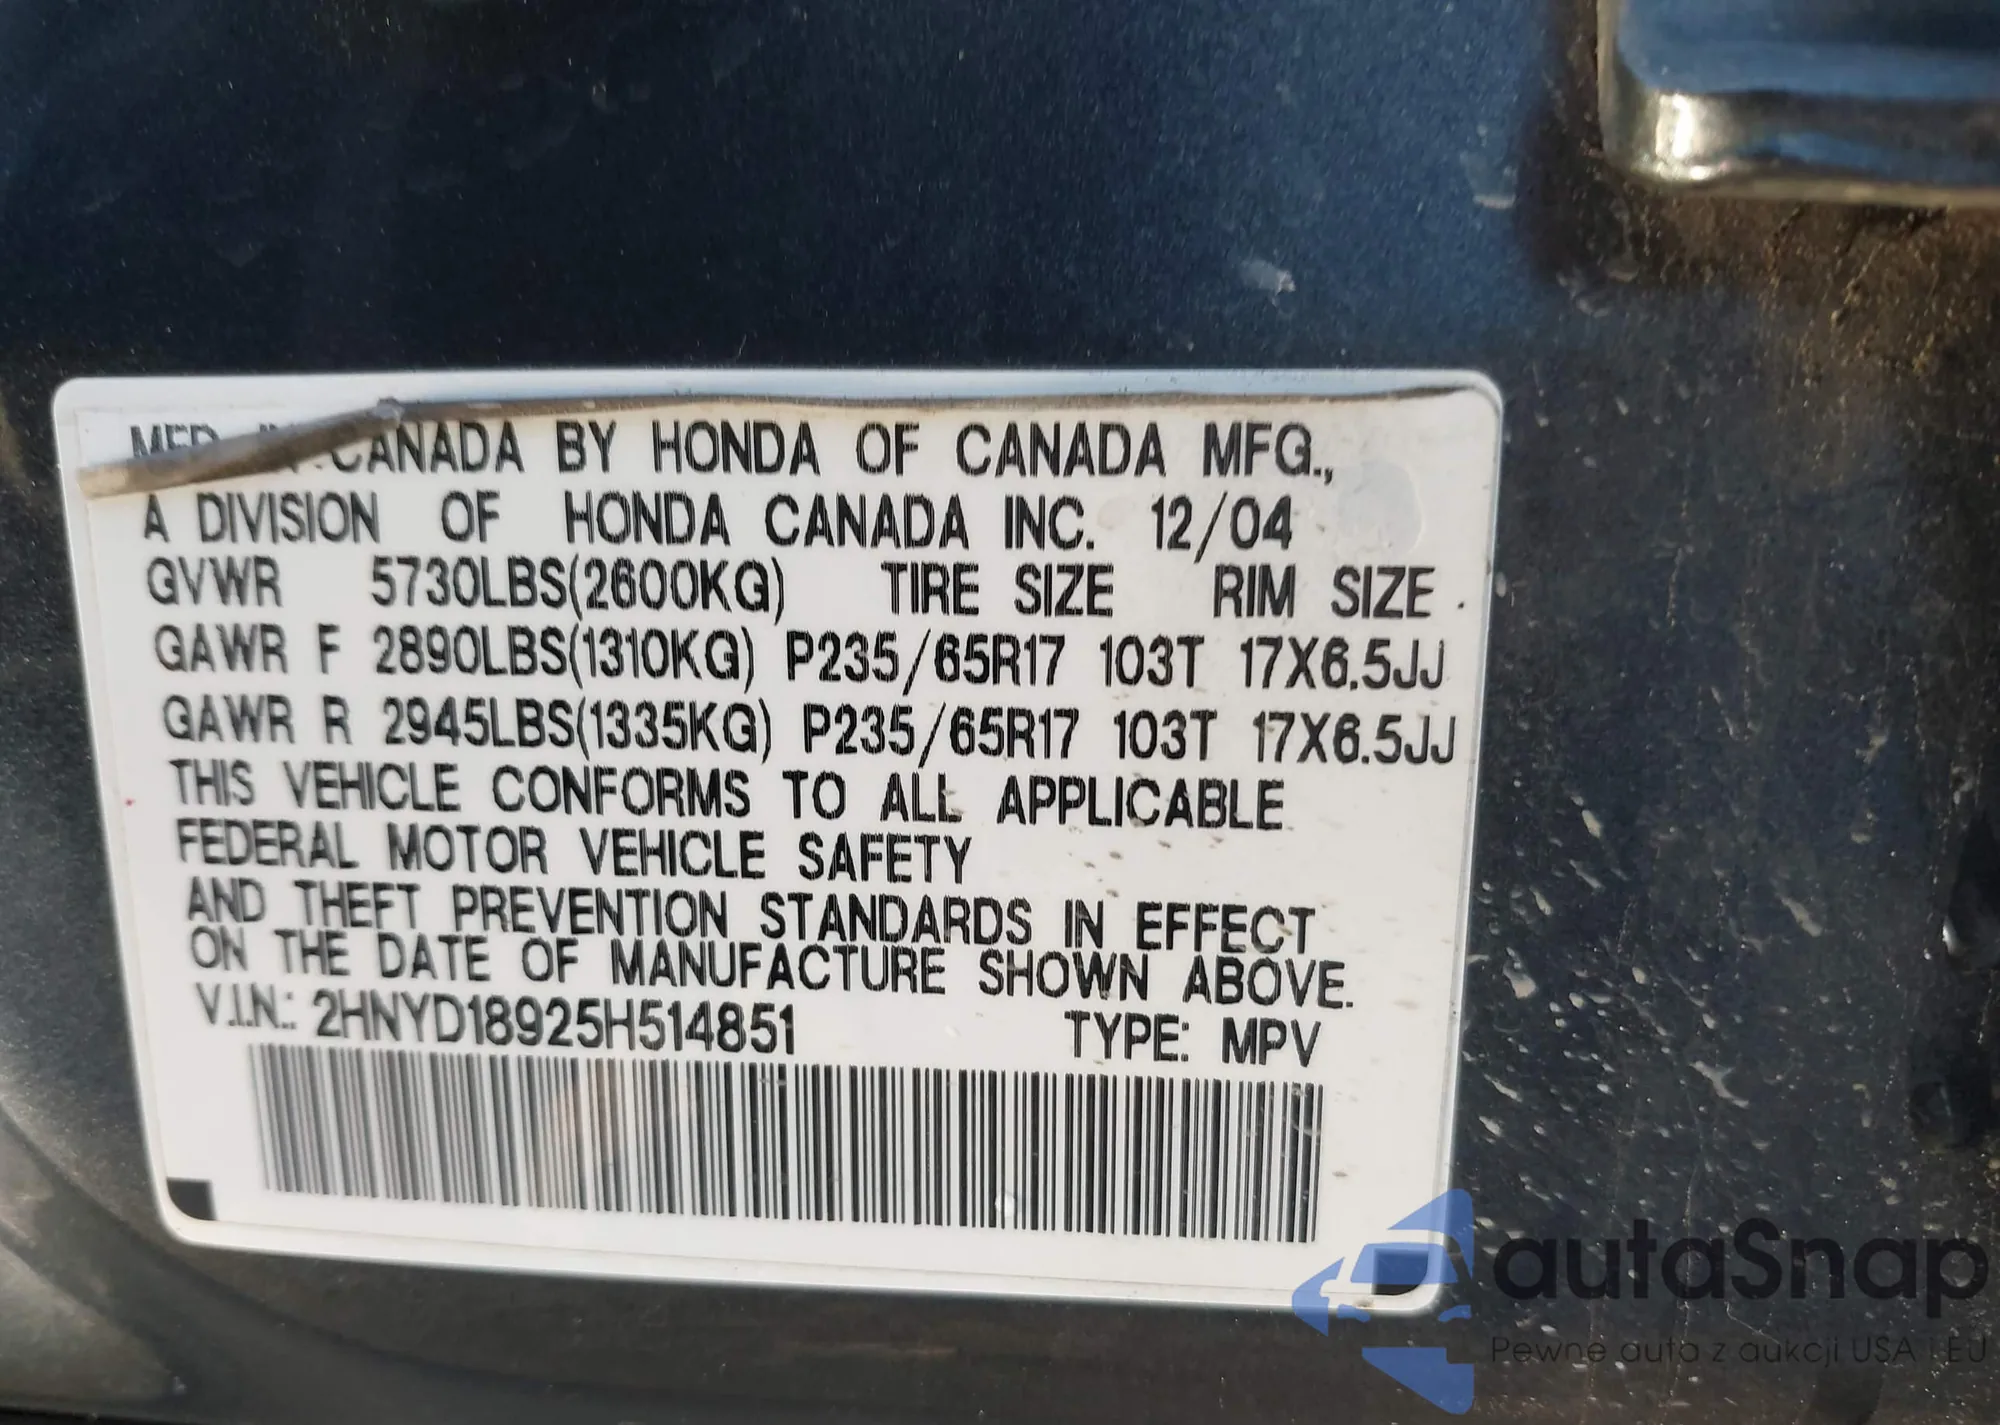 MFD IN CANADA BY HONDA OF CANADA MFG.,
A DIVISION OF HONDA CANADA INC. 12/04
GVWR 5730LBS(2600KG) TIRE SIZE RIM SIZE
GAWR F 2890LBS(1310KG) P235/65R17 103T 17X6.5JJ
GAWR R 2945LBS(1335KG) P235/65R17 103T 17X6.5JJ
THIS VEHICLE CONFORMS TO ALL APPLICABLE
FEDERAL MOTOR VEHICLE SAFETY
AND THEFT PREVENTION STANDARDS IN EFFECT
ON THE DATE OF MANUFACTURE SHOWN ABOVE.
V.I.N.: 2HNYD18925H514851 TYPE: MPV
autaSnap
Pewne auta z aukcji USA i EU